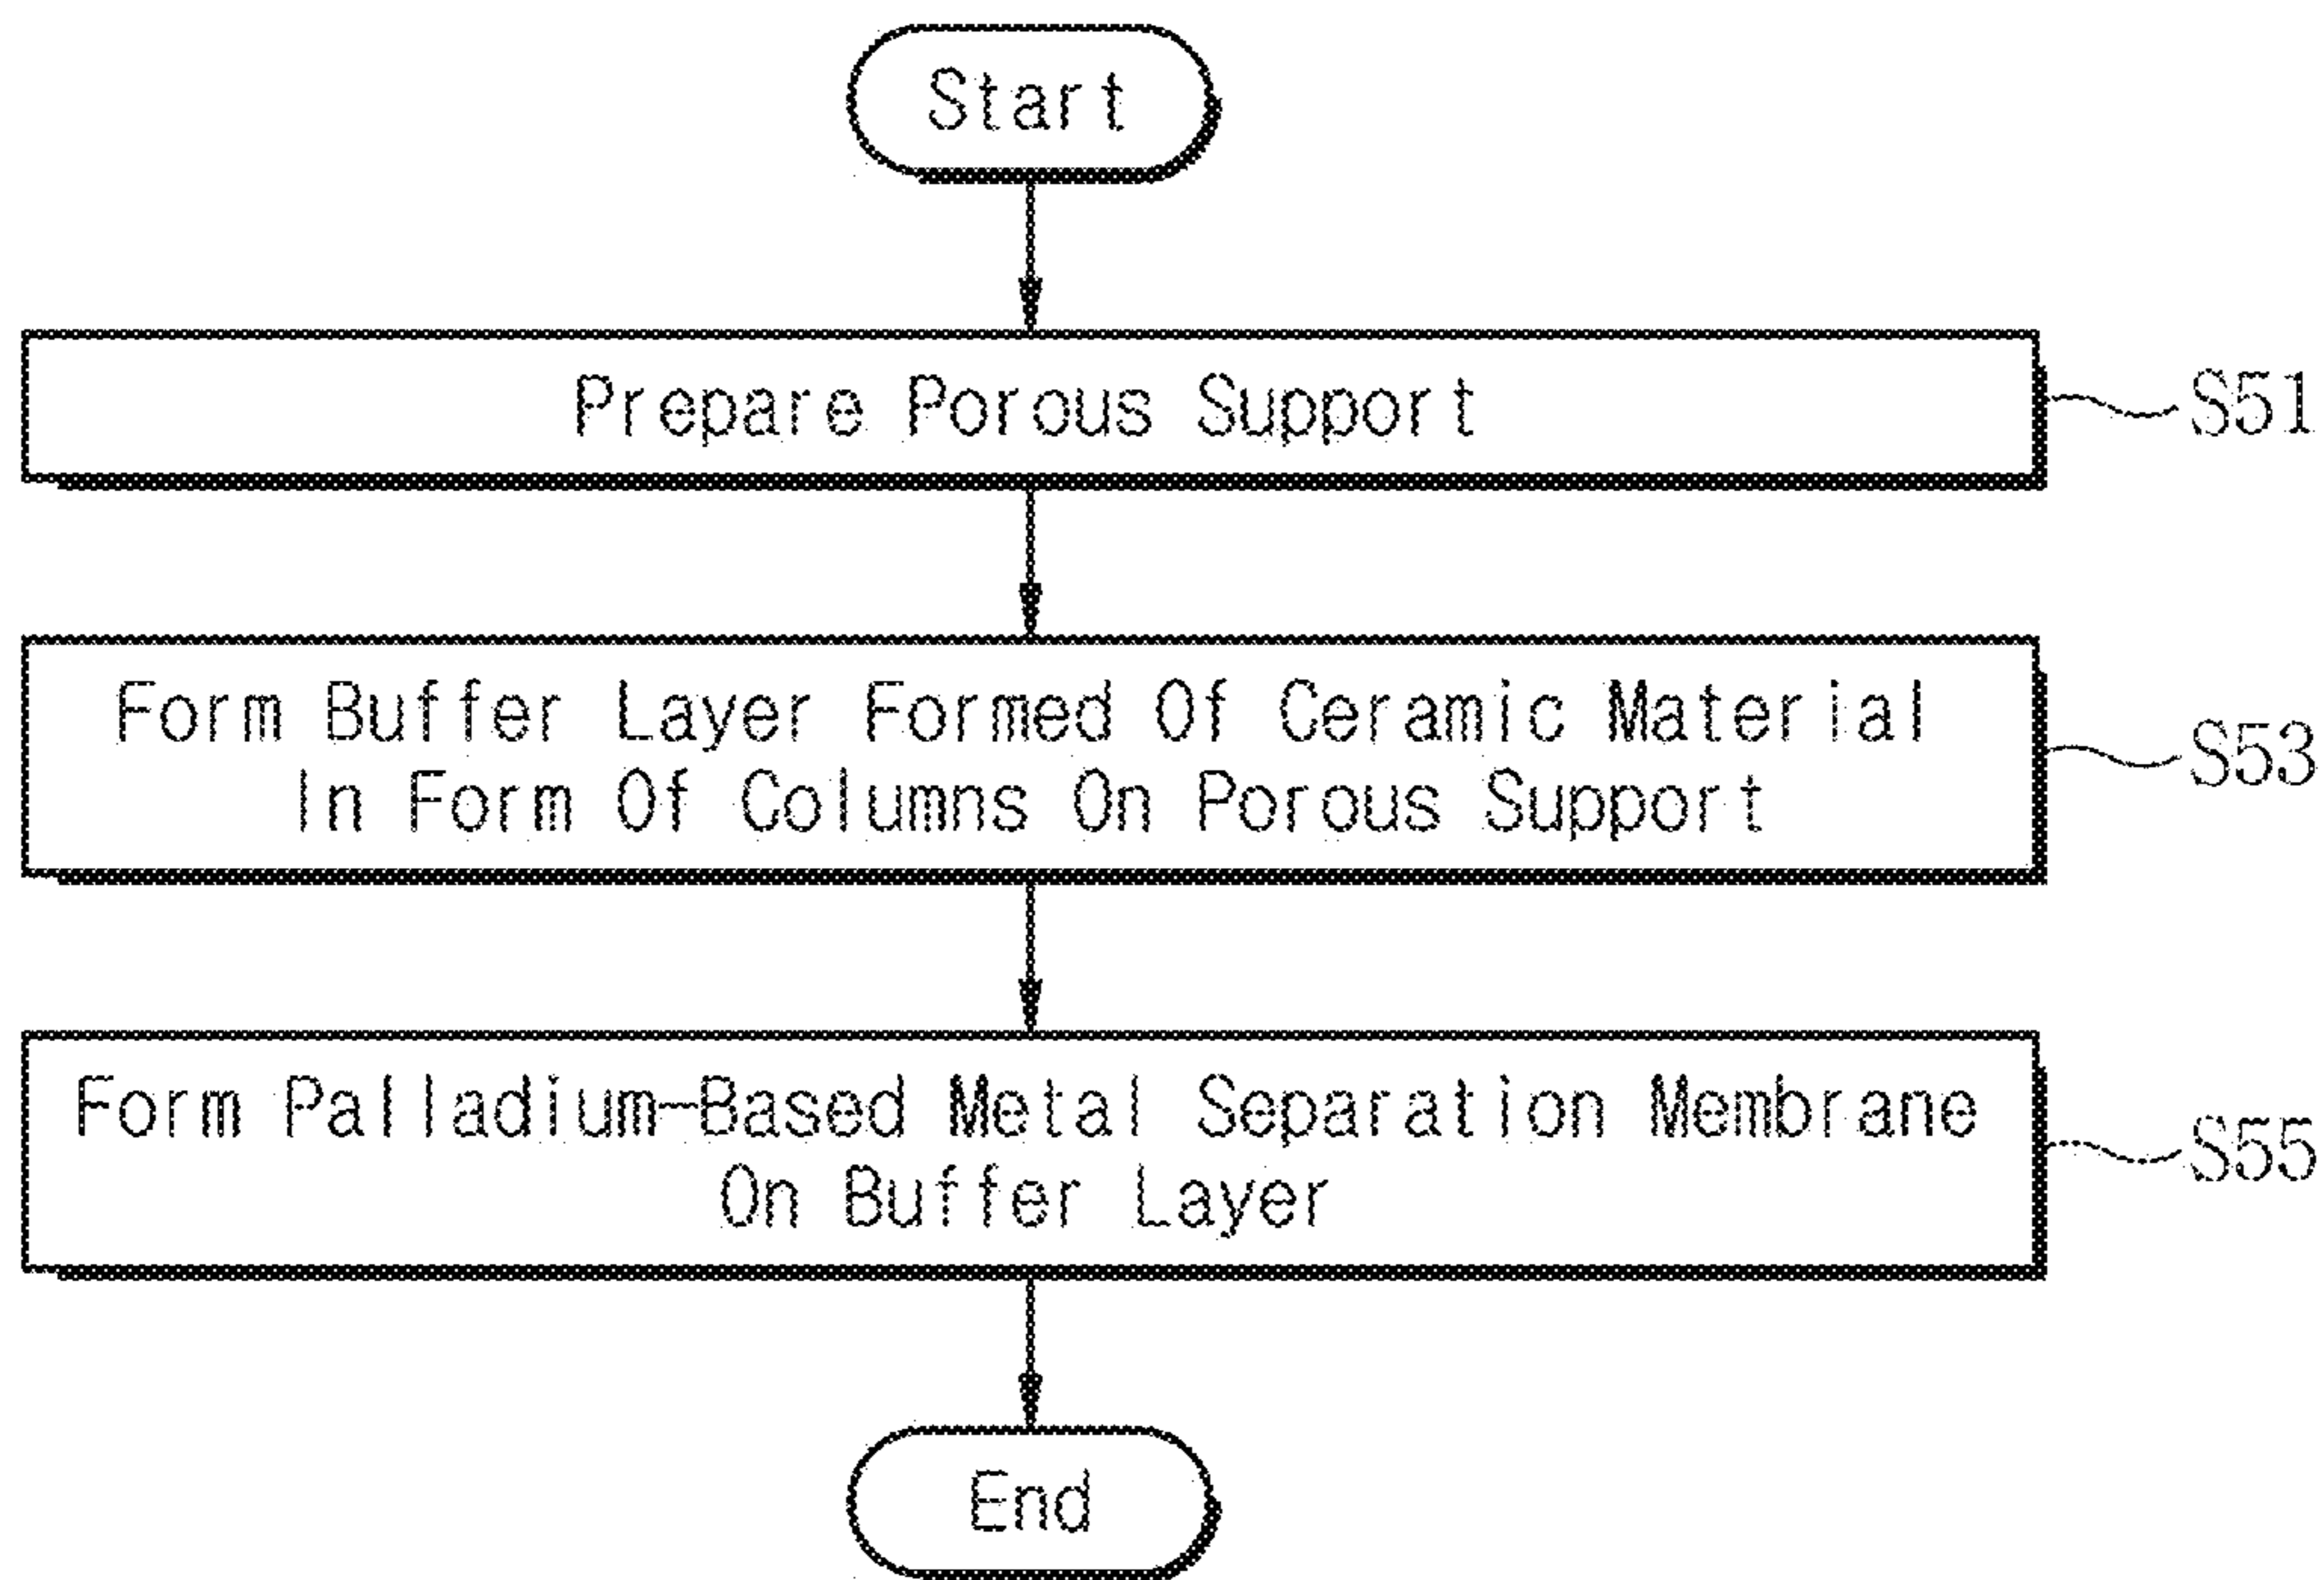 Start
Prepare Porous Support
S51
Form Buffer Layer Formed Of Ceramic Material
In Form Of Columns On Porous Support
S53
Form Palladium-Based Metal Separation Membrane
On Buffer Layer
S55
End